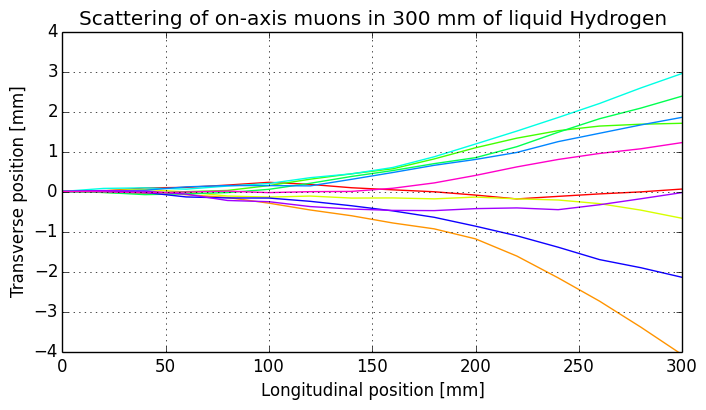 Scattering of on-axis muons in 300 mm of liquid Hydrogen
4
3
2
1
0
−1
−2
−3
−4
Transverse position [mm]
0 50 100 150 200 250 300
Longitudinal position [mm]